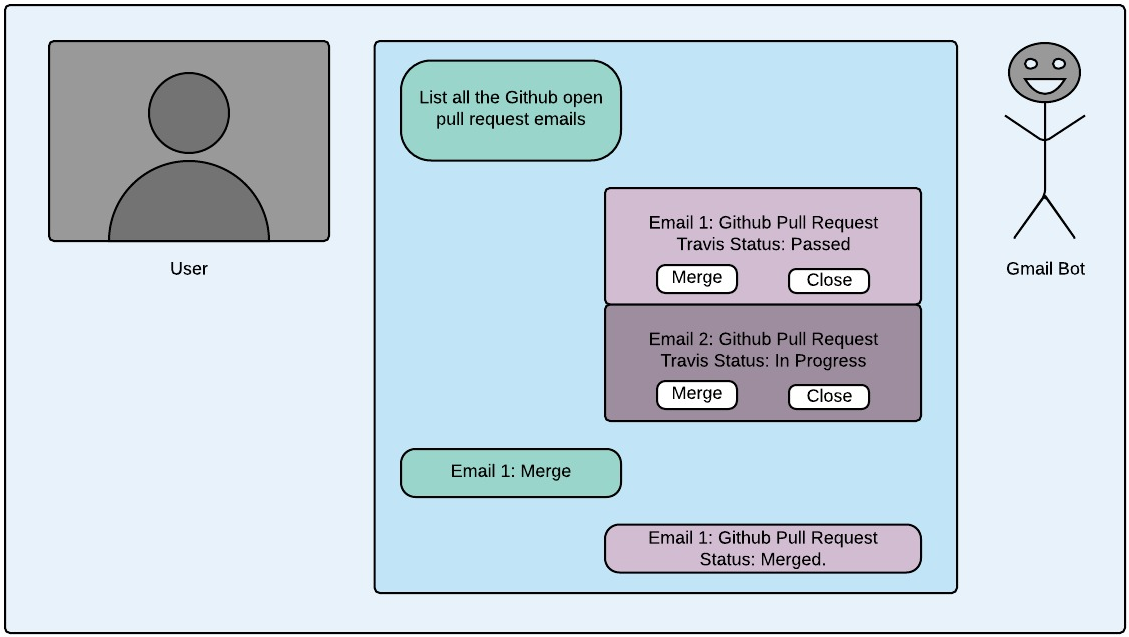 List all the Github open
pull request emails
Email 1: Github Pull Request
Travis Status: Passed
Merge
Close
User
Gmail Bot
Email 2: Github Pull Request
Travis Status: In Progress
Merge
Close
Email 1: Merge
Email 1: Github Pull Request
Status: Merged.